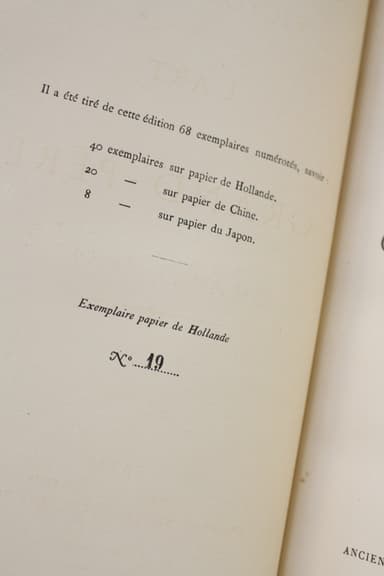 Il a été tiré de cette édition 68 exemplaires numérotés, savoir :
40 exemplaires sur papier de Hollande.
20 — sur papier de Chine.
8 — sur papier du Japon.
Exemplaire papier de Hollande
N° ....19......
ANCIEN